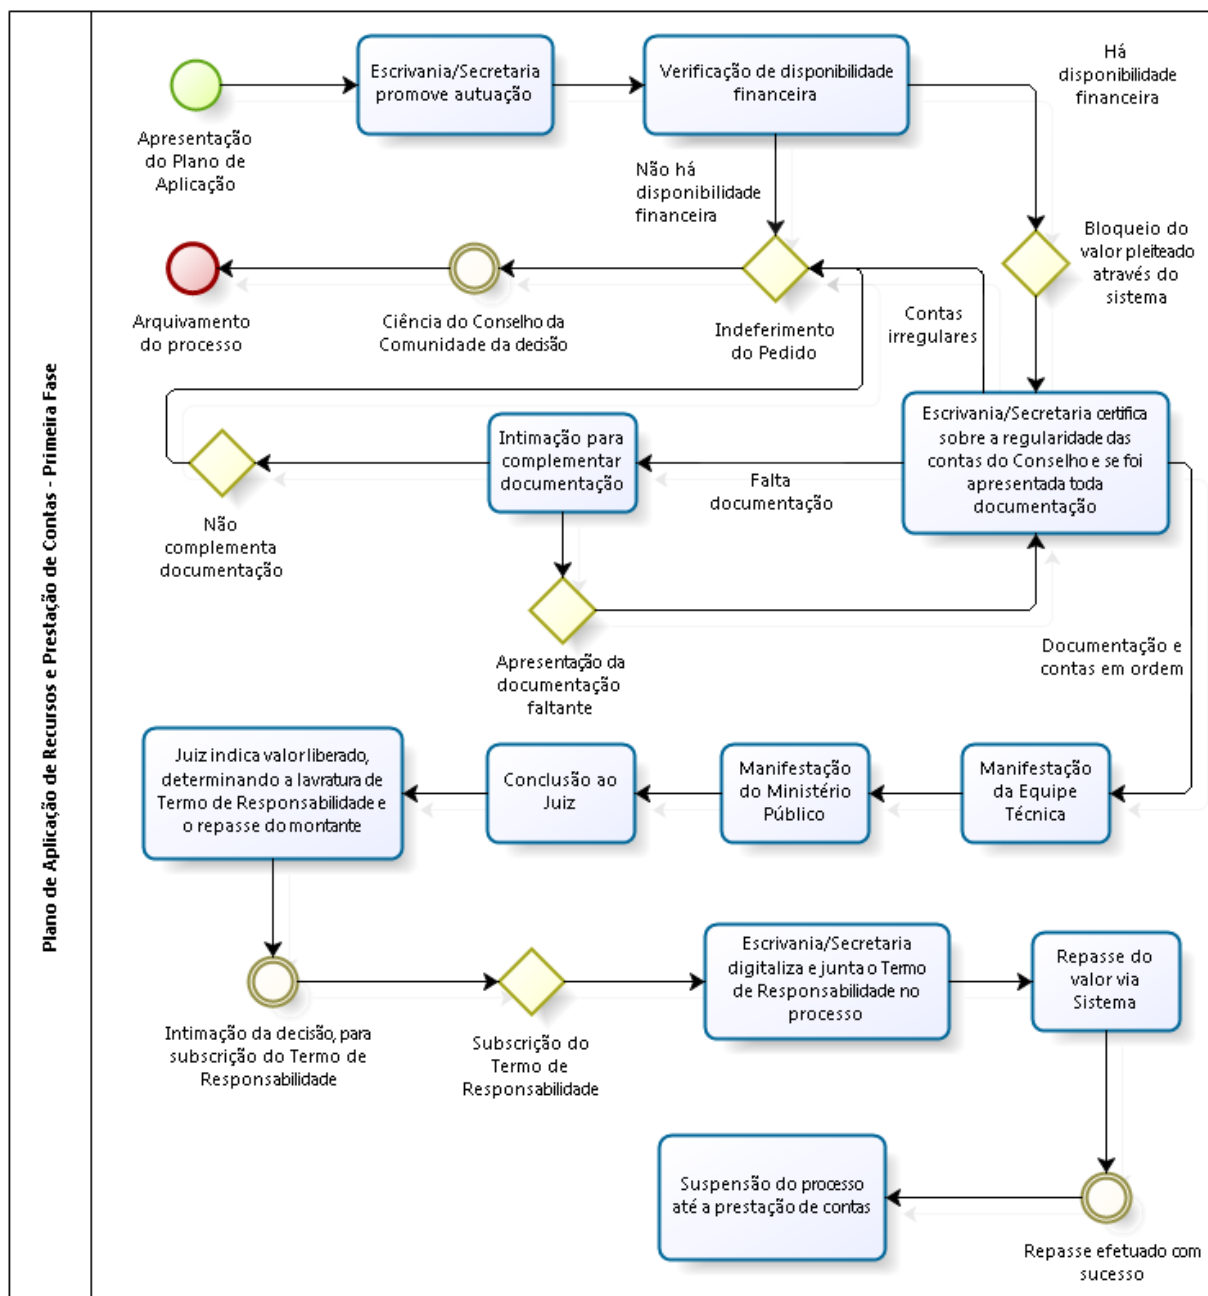 Plano de Aplicação de Recursos e Prestação de Contas - Primeira Fase
Escrivania/Secretaria
promove autuação
Verificação de disponibilidade
financeira
Há
disponibilidade
financeira
Apresentação
do Plano de
Aplicação
Não há
disponibilidade
financeira
Bloqueio do
valor pleiteado
através do
sistema
Arquivamento
do processo
Ciência do Conselho da
Comunidade da decisão
Indeferimento
do Pedido
Contas
irregulares
Escrivania/Secretaria certifica
sobre a regularidade das
contas do Conselho e se foi
apresentada toda
documentação
Intimação para
complementar
documentação
Falta
documentação
Não
complementa
documentação
Apresentação da
documentação
faltante
Documentação e
contas em ordem
Juiz indica valor liberado,
determinando a lavratura de
Termo de Responsabilidade e
o repasse do montante
Conclusão ao
Juiz
Manifestação
do Ministério
Público
Manifestação
da Equipe
Técnica
Intimação da decisão, para
subscrição do Termo de
Responsabilidade
Subscrição do
Termo de
Responsabilidade
Escrivania/Secretaria
digitaliza e junta o Termo
de Responsabilidade no
processo
Repasse do
valor via
Sistema
Suspensão do processo
até a prestação de contas
Repasse efetuado com
sucesso